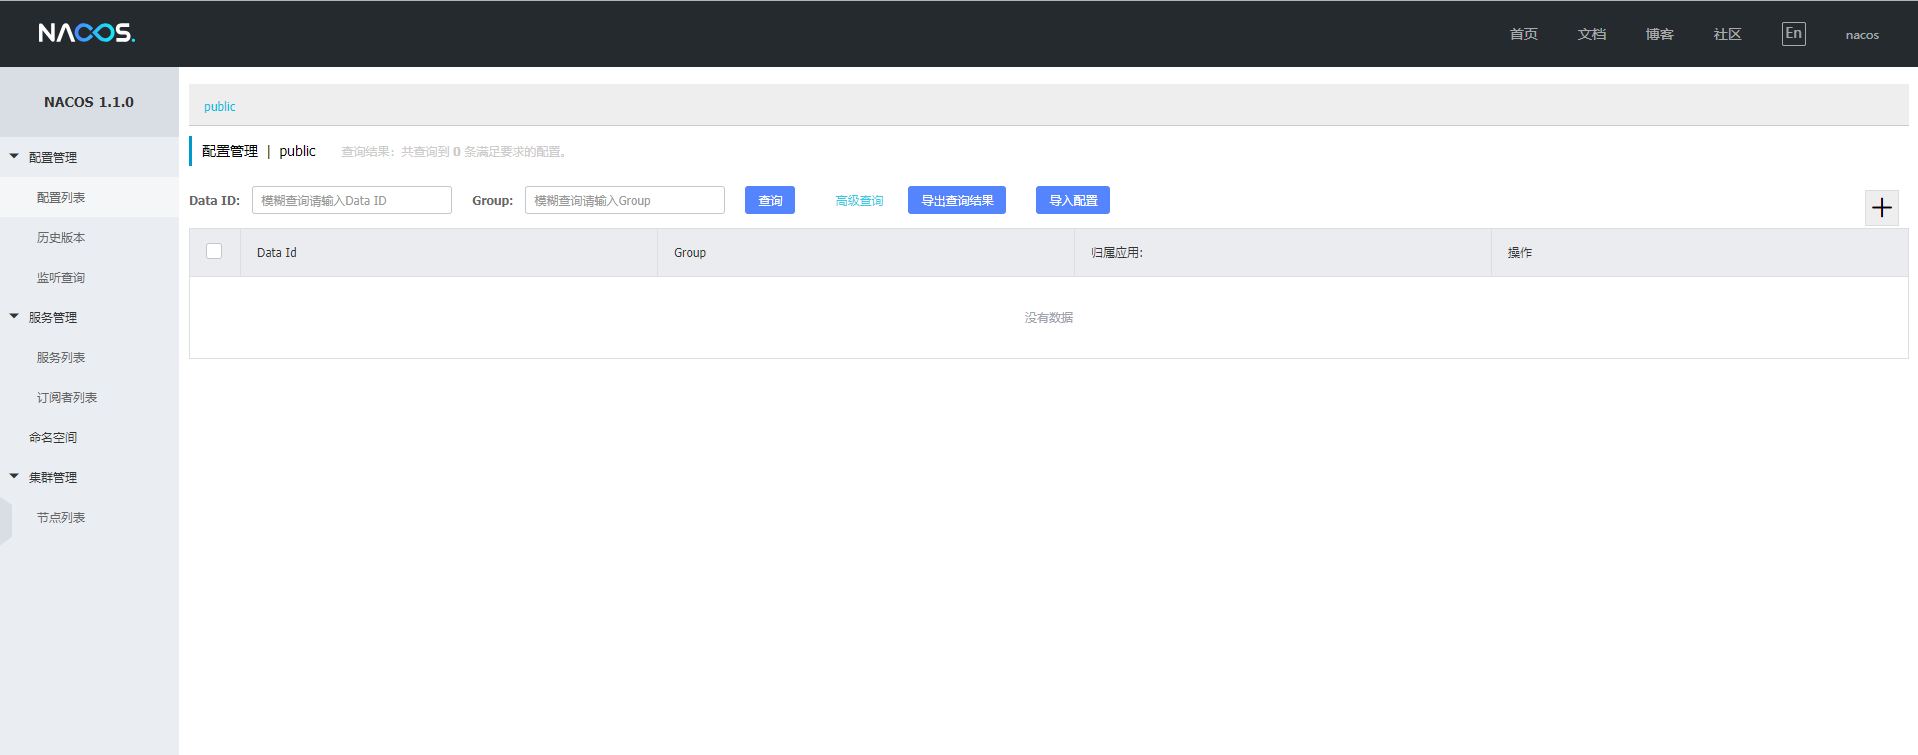 NACOS.
首页 文档 博客 社区 En nacos
NACOS 1.1.0
配置管理
配置列表
历史版本
监听查询
服务管理
服务列表
订阅者列表
命名空间
集群管理
节点列表
public
配置管理 | public 查询结果：共查询到 0 条满足要求的配置。
Data ID: 模糊查询请输入Data ID Group: 模糊查询请输入Group 查询 高级查询 导出查询结果 导入配置
Data Id Group 归属应用: 操作
没有数据